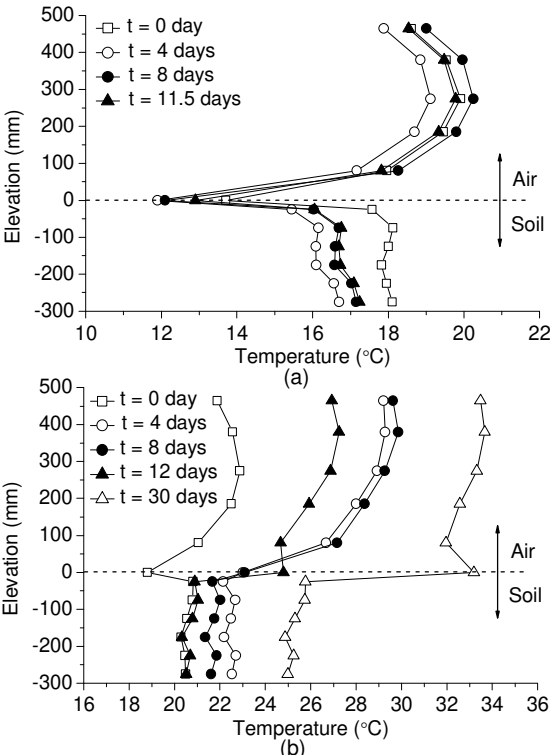 500
400
300
200
100
0
-100
-200
-300
Elevation (mm)
t = 0 day
t = 4 days
t = 8 days
t = 11.5 days
Air
Soil
10 12 14 16 18 20 22
Temperature (°C)
(a)
500
400
300
200
100
0
-100
-200
-300
Elevation (mm)
t = 0 day
t = 4 days
t = 8 days
t = 12 days
t = 30 days
Air
Soil
16 18 20 22 24 26 28 30 32 34 36
Temperature (°C)
(b)